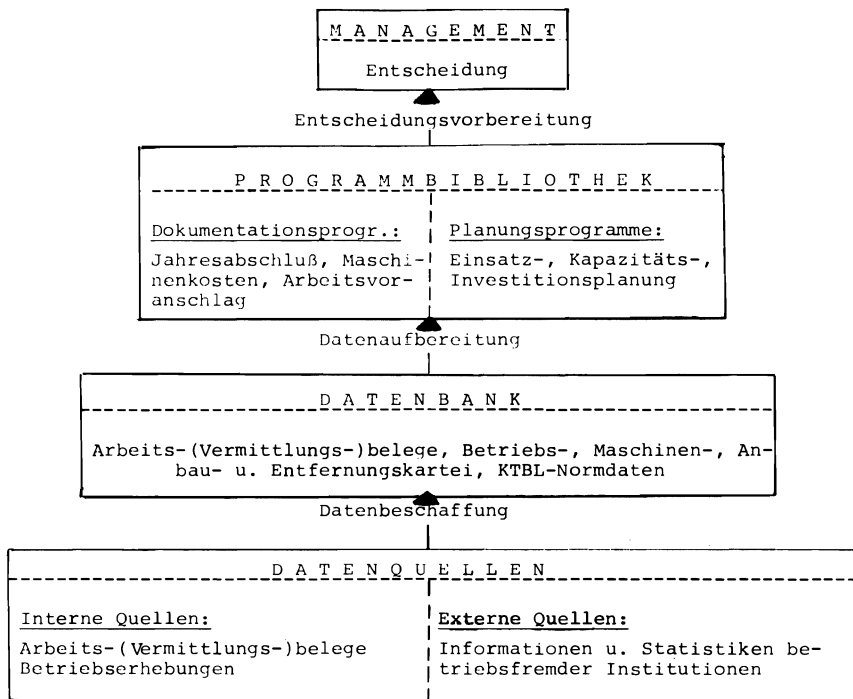 M A N A G E M E N T
Entscheidung
Entscheidungsvorbereitung
P R O G R A M M B I B L I O T H E K
Dokumentationsprogr.:
Jahresabschluß, Maschi-
nenkosten, Arbeitsvor-
anschlag
Planungsprogramme:
Einsatz-, Kapazitäts-,
Investitionsplanung
Datenaufbereitung
D A T E N B A N K
Arbeits-(Vermittlungs-)belege, Betriebs-, Maschinen-, An-
bau- u. Entfernungskartei, KTBL-Normdaten
Datenbeschaffung
D A T E N Q U E L L E N
Interne Quellen:
Arbeits-(Vermittlungs-)belege
Betriebserhebungen
Externe Quellen:
Informationen u. Statistiken be-
triebsfremder Institutionen